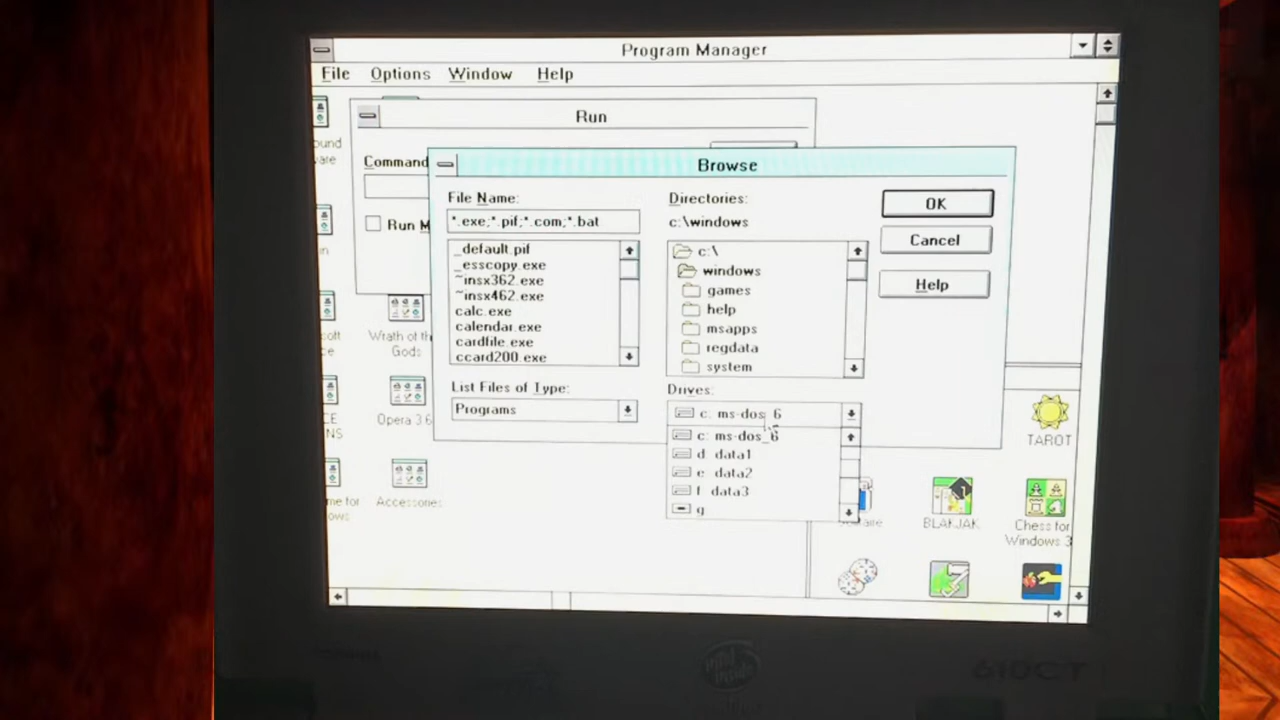 Program Manager
File Options Window Help
Run
Command
Browse
File Name:
Directories:
*.exe;*.pif;*.com;*.bat
c:\windows
OK
Cancel
Help
Run M
_default.pif
_esscopy.exe
~insx362.exe
~insx462.exe
calc.exe
calendar.exe
cardfile.exe
ccard200.exe
c:\
windows
games
help
msapps
regdata
system
List Files of Type:
Programs
Drives:
c: ms-dos_6
c: ms-dos_6
d data1
e data2
f data3
g
Wrath of the
Gods
Opera 3.6
Accessories
TAROT
BLAKJAK
Chess for
Windows 3
610CT